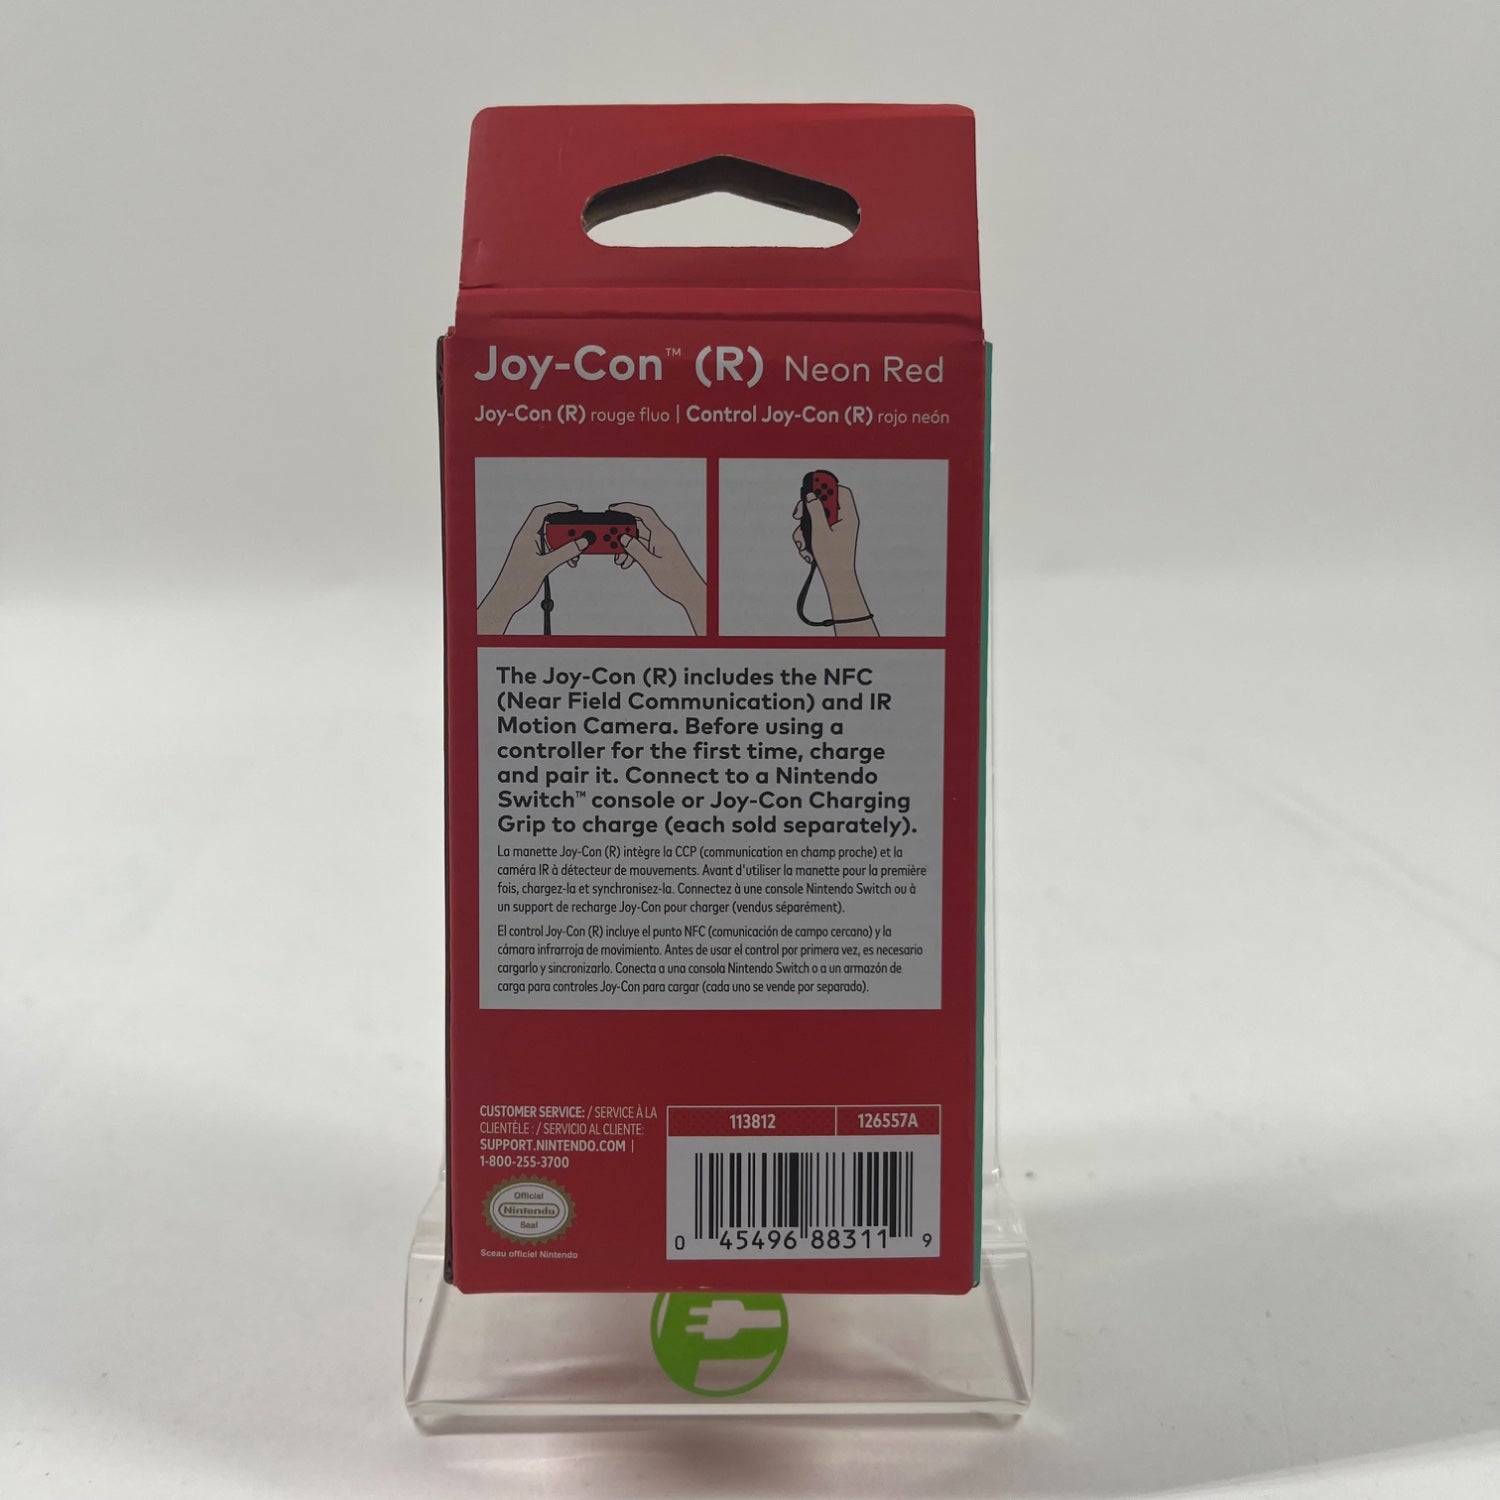 Joy-Con™ (R) Neon Red
Joy-Con (R) rouge fluo | Control Joy-Con (R) rojo neón
The Joy-Con (R) includes the NFC
(Near Field Communication) and IR
Motion Camera. Before using a
controller for the first time, charge
and pair it. Connect to a Nintendo
Switch™ console or Joy-Con Charging
Grip to charge (each sold separately).
La manette Joy-Con (R) intègre la CCP (communication en champ proche) et la
caméra IR à détecteur de mouvements. Avant d'utiliser la manette pour la première
fois, chargez-la et synchronisez-la. Connectez à une console Nintendo Switch ou à
un support de recharge Joy-Con pour charger (vendus séparément).
El control Joy-Con (R) incluye el punto NFC (comunicación de campo cercano) y la
cámara infrarroja de movimiento. Antes de usar el control por primera vez, es necesario
cargarlo y sincronizarlo. Conecta a una consola Nintendo Switch o a un armazón de
carga para controles Joy-Con para cargar (cada uno se vende por separado).
CUSTOMER SERVICE: / SERVICE À LA
CLIENTÈLE : / SERVICIO AL CLIENTE:
SUPPORT.NINTENDO.COM |
1-800-255-3700
Official
Nintendo
Seal
Sceau officiel Nintendo
113812 126557A
0 45496 88311 9